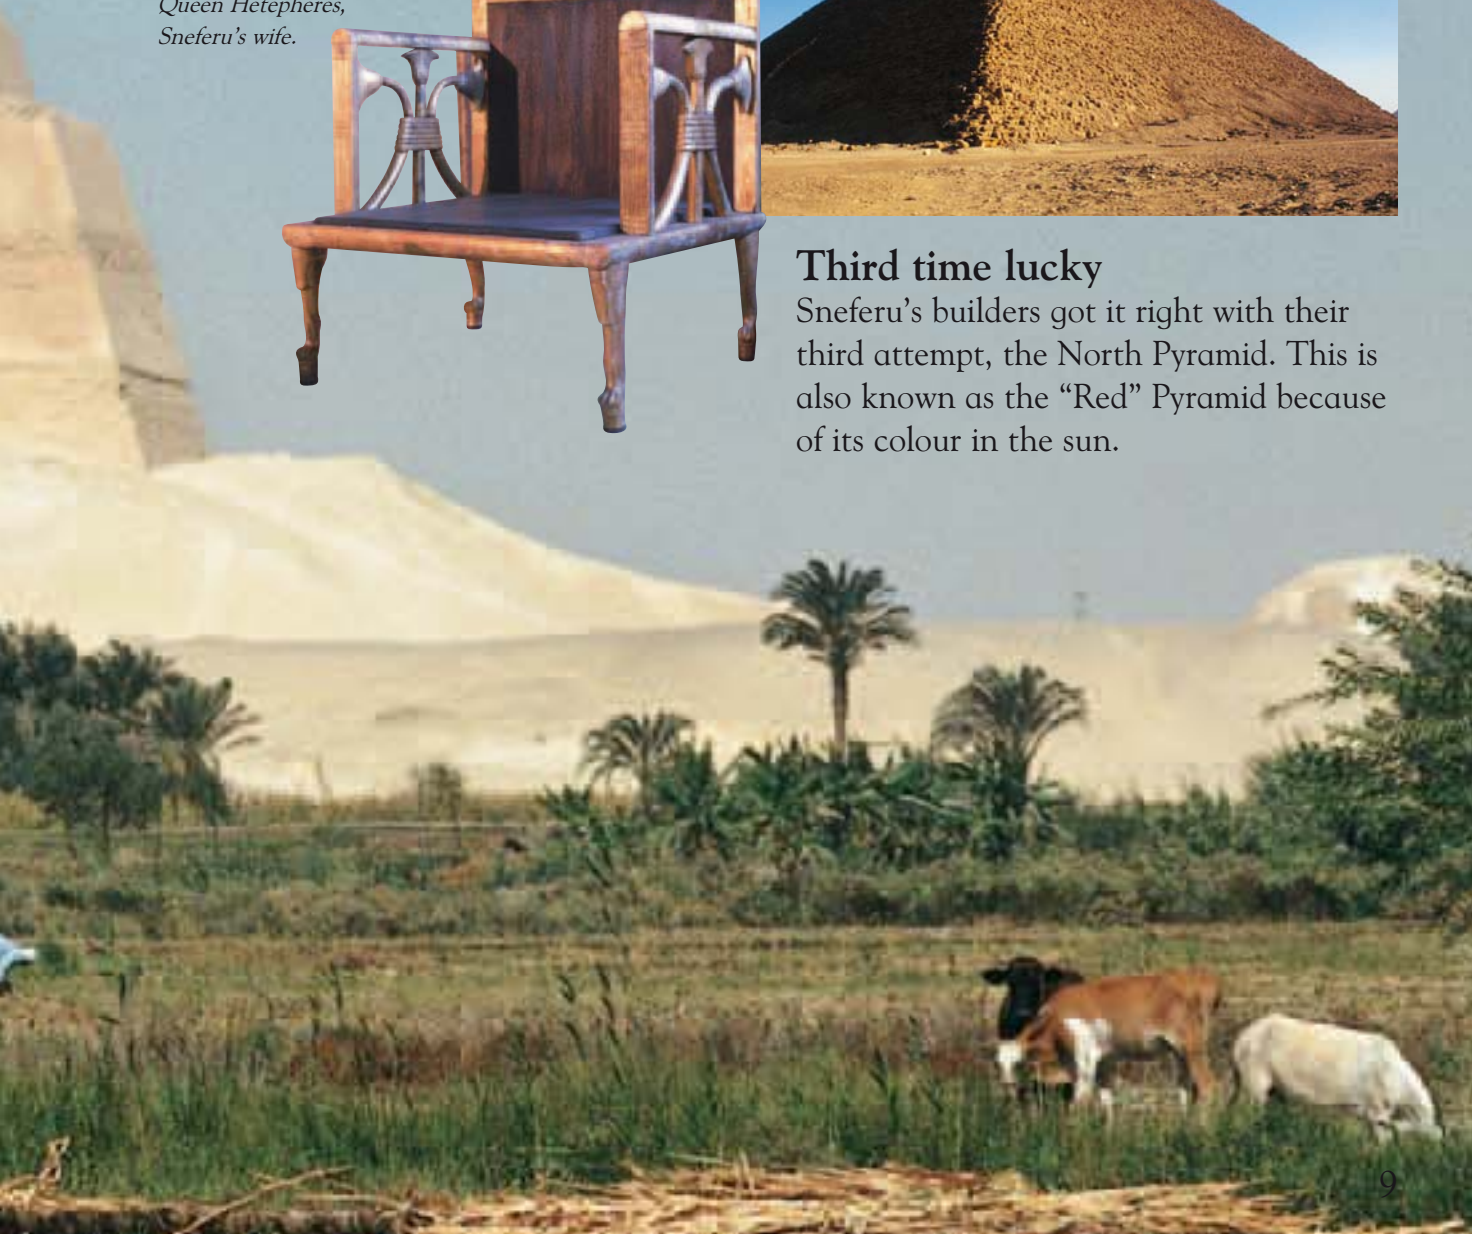 Queen Hetepheres,
Sneferu's wife.
Third time lucky
Sneferu's builders got it right with their
third attempt, the North Pyramid. This is
also known as the “Red” Pyramid because
of its colour in the sun.
9